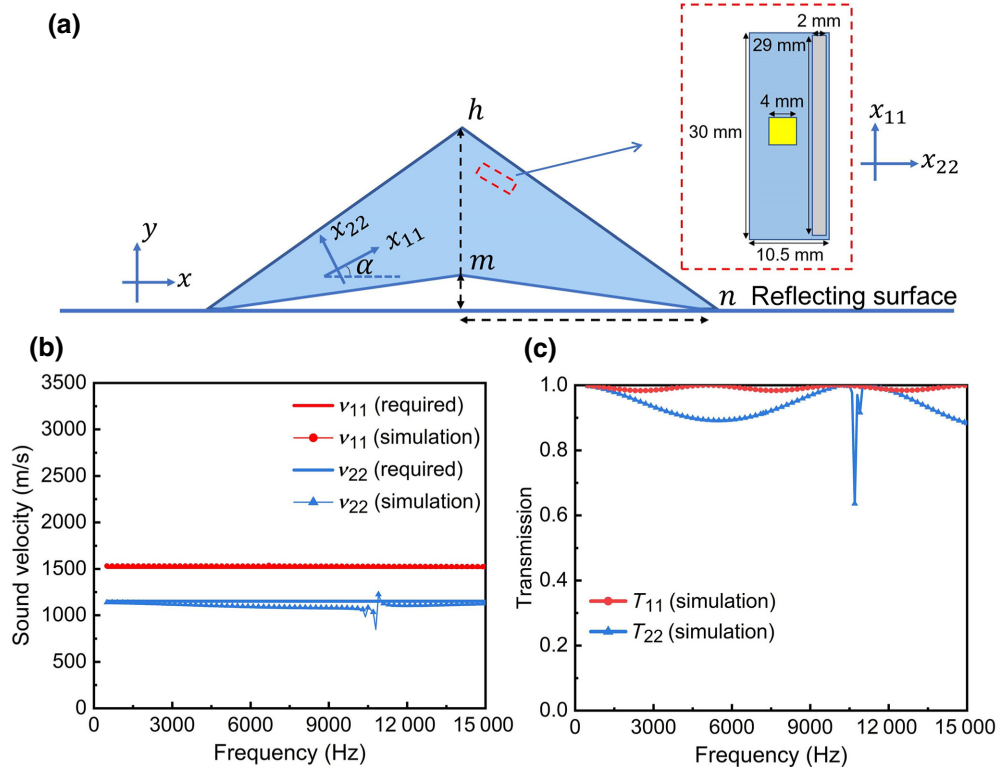 (a)
h
2 mm
29 mm
4 mm
30 mm
x₁₁
x₂₂
10.5 mm
y
x
x₂₂
x₁₁
α
m
n
Reflecting surface
(b)
3500
3000
2500
2000
1500
1000
500
0
Sound velocity (m/s)
v₁₁ (required)
v₁₁ (simulation)
v₂₂ (required)
v₂₂ (simulation)
0 3000 6000 9000 12 000 15 000
Frequency (Hz)
(c)
1.0
0.8
0.6
0.4
0.2
0.0
Transmission
T₁₁ (simulation)
T₂₂ (simulation)
0 3000 6000 9000 12 000 15 000
Frequency (Hz)